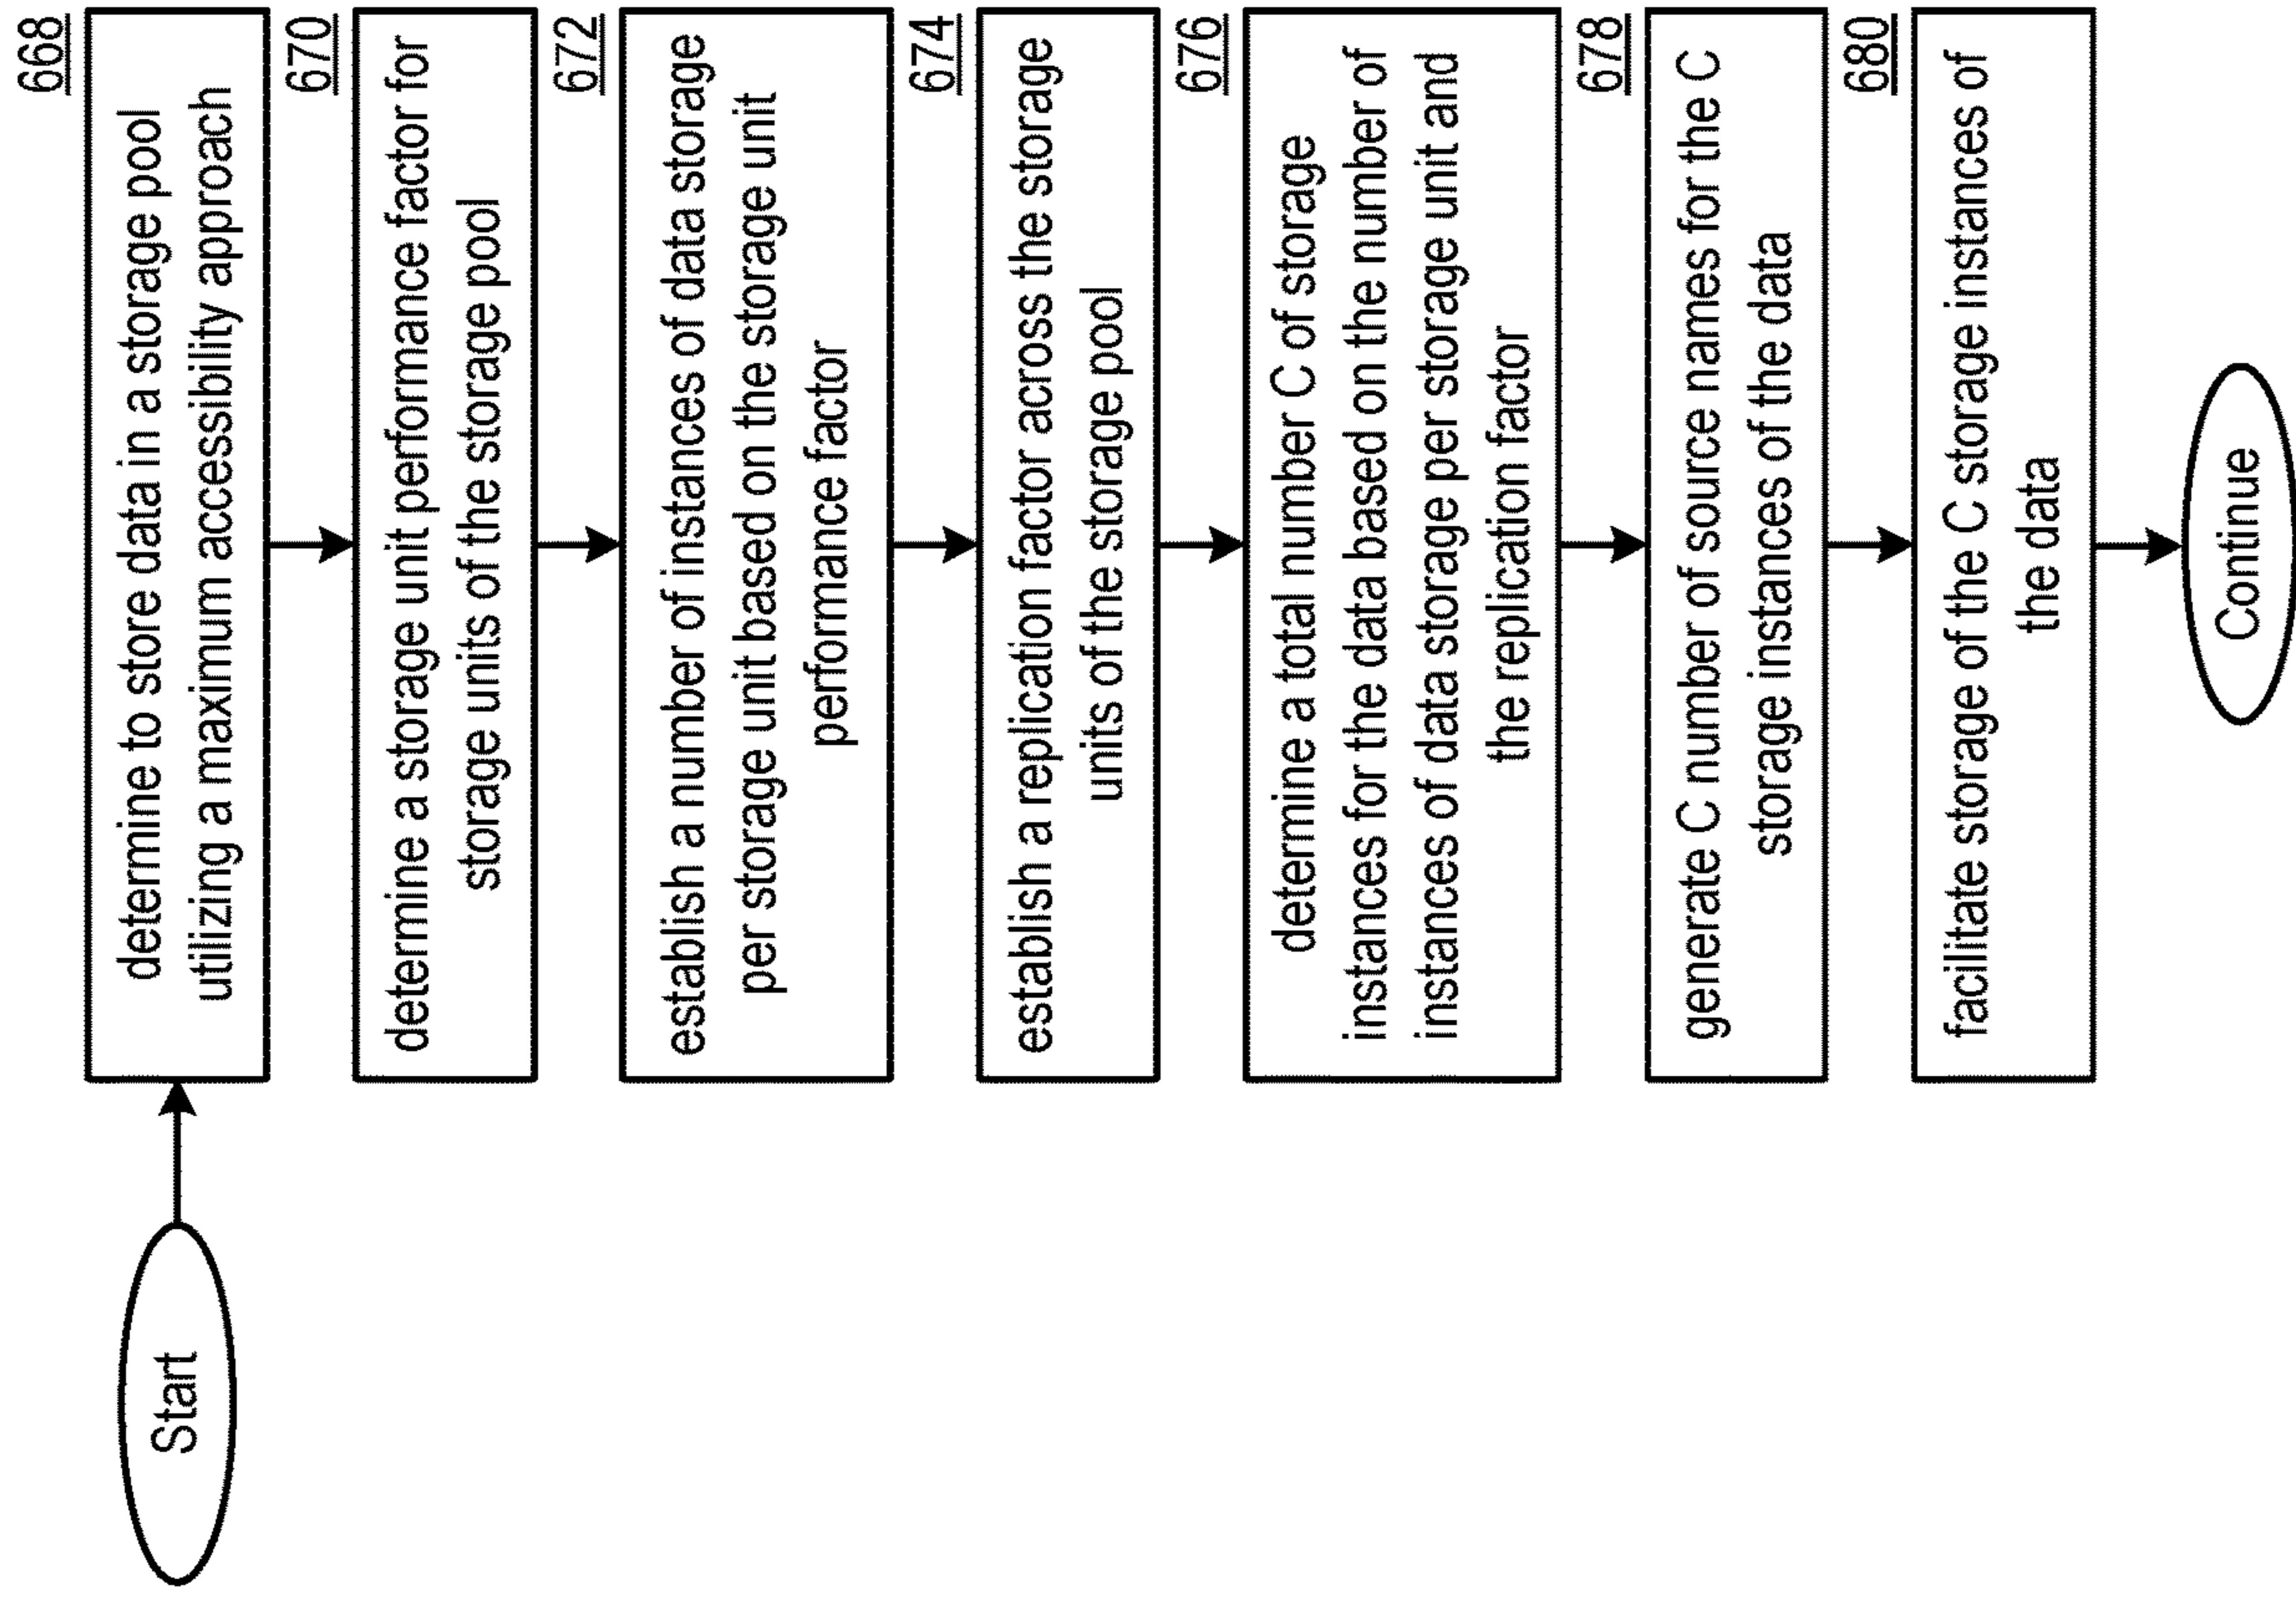 Start
668
determine to store data in a storage pool
utilizing a maximum accessibility approach
670
determine a storage unit performance factor for
storage units of the storage pool
672
establish a number of instances of data storage
per storage unit based on the storage unit
performance factor
674
establish a replication factor across the storage
units of the storage pool
676
determine a total number C of storage
instances for the data based on the number of
instances of data storage per storage unit and
the replication factor
678
generate C number of source names for the C
storage instances of the data
680
facilitate storage of the C storage instances of
the data
Continue